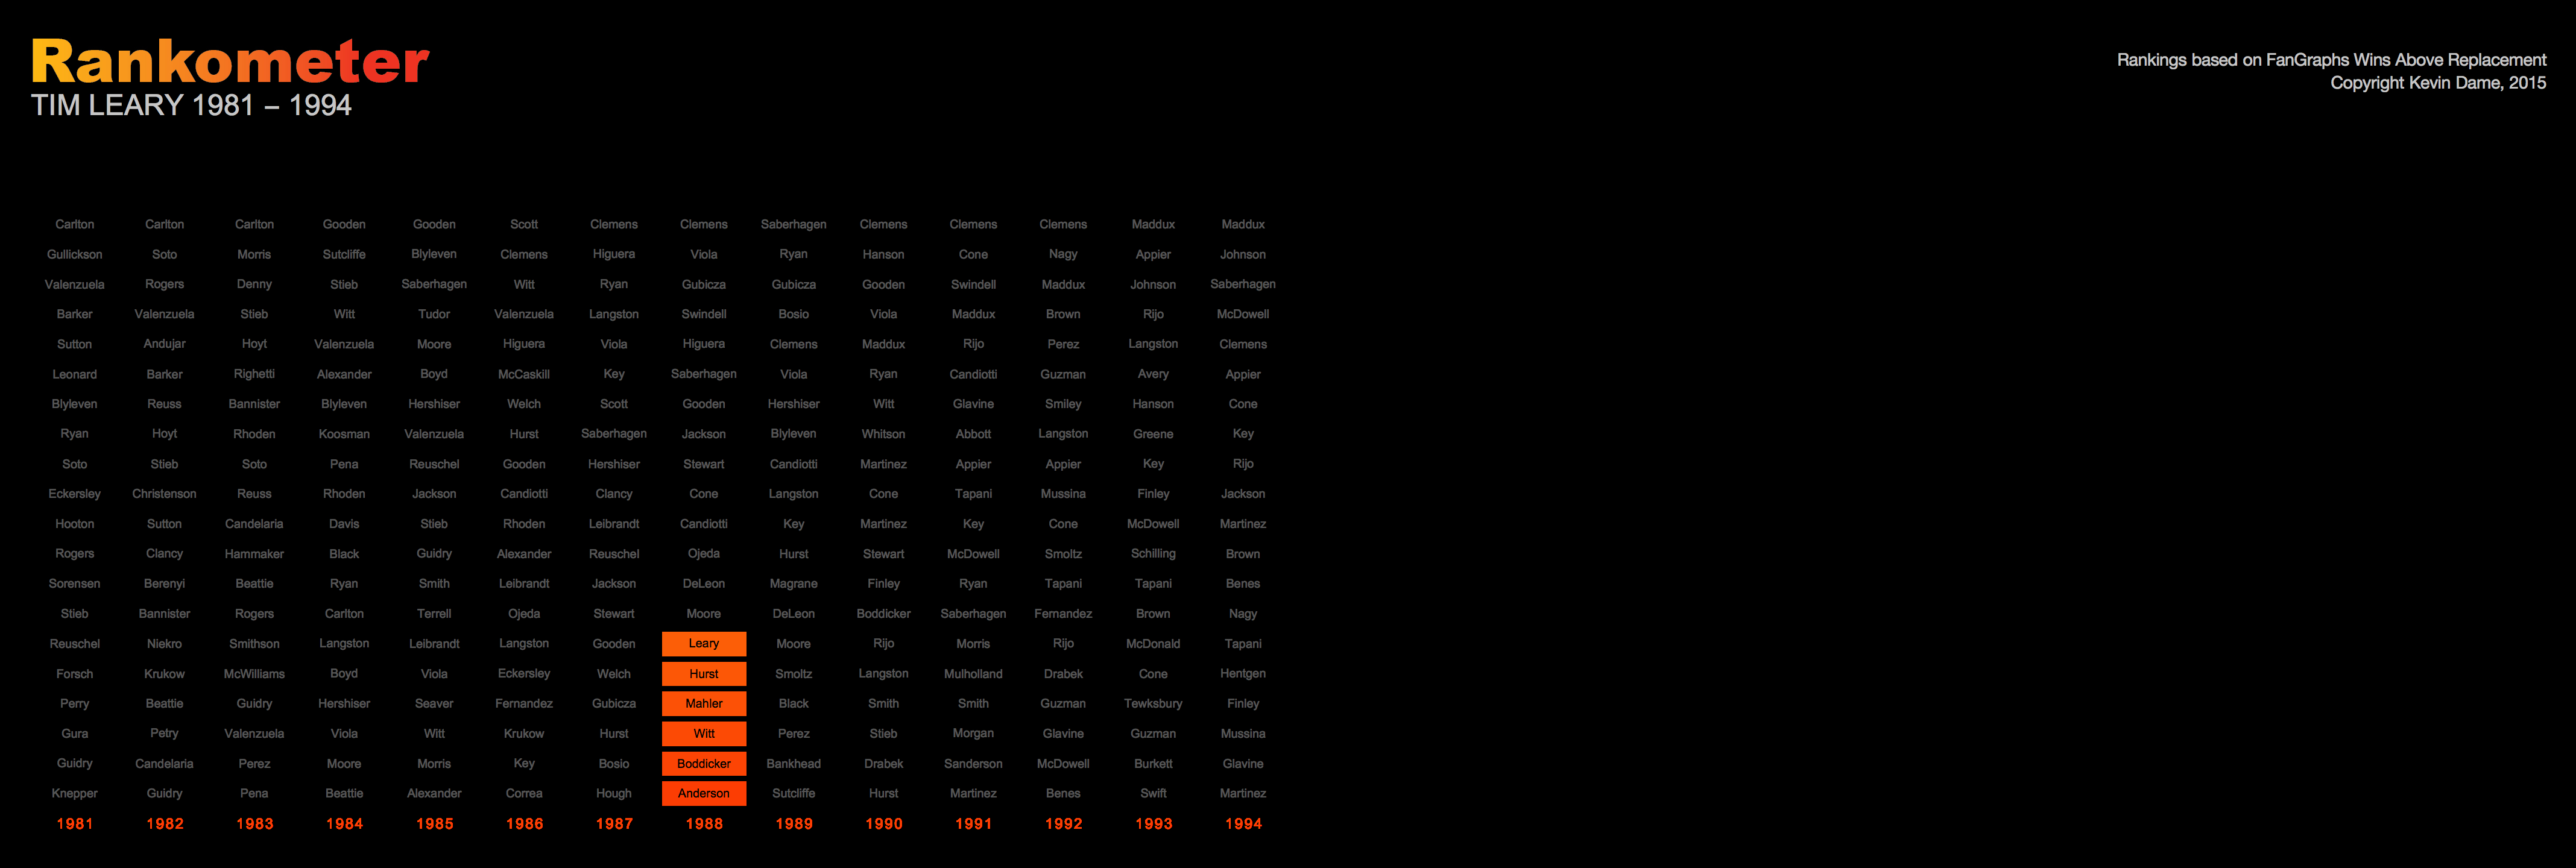 Rankometer
TIM LEARY 1981 – 1994
Rankings based on FanGraphs Wins Above Replacement
Copyright Kevin Dame, 2015
Carlton Carlton Carlton Gooden Gooden Scott Clemens Clemens Saberhagen Clemens Clemens Clemens Maddux Maddux
Gullickson Soto Morris Sutcliffe Blyleven Clemens Higuera Viola Ryan Hanson Cone Nagy Appier Johnson
Valenzuela Rogers Denny Stieb Saberhagen Witt Ryan Gubicza Gubicza Gooden Swindell Maddux Johnson Saberhagen
Barker Valenzuela Stieb Witt Tudor Valenzuela Langston Swindell Bosio Viola Maddux Brown Rijo McDowell
Sutton Andujar Hoyt Valenzuela Moore Higuera Viola Higuera Clemens Maddux Rijo Perez Langston Clemens
Leonard Barker Righetti Alexander Boyd McCaskill Key Saberhagen Viola Ryan Candiotti Guzman Avery Appier
Blyleven Reuss Bannister Blyleven Hershiser Welch Scott Gooden Hershiser Witt Glavine Smiley Hanson Cone
Ryan Hoyt Rhoden Koosman Valenzuela Hurst Saberhagen Jackson Blyleven Whitson Abbott Langston Greene Key
Soto Stieb Soto Pena Reuschel Gooden Hershiser Stewart Candiotti Martinez Appier Appier Key Rijo
Eckersley Christenson Reuss Rhoden Jackson Candiotti Clancy Cone Langston Cone Tapani Mussina Finley Jackson
Hooton Sutton Candelaria Davis Stieb Rhoden Leibrandt Candiotti Key Martinez Key Cone McDowell Martinez
Rogers Clancy Hammaker Black Guidry Alexander Reuschel Ojeda Hurst Stewart McDowell Smoltz Schilling Brown
Sorensen Berenyi Beattie Ryan Smith Leibrandt Jackson DeLeon Magrane Finley Ryan Tapani Tapani Benes
Stieb Bannister Rogers Carlton Terrell Ojeda Stewart Moore DeLeon Boddicker Saberhagen Fernandez Brown Nagy
Reuschel Niekro Smithson Langston Leibrandt Langston Gooden Leary Moore Rijo Morris Rijo McDonald Tapani
Forsch Krukow McWilliams Boyd Viola Eckersley Welch Hurst Smoltz Langston Mulholland Drabek Cone Hentgen
Perry Beattie Guidry Hershiser Seaver Fernandez Gubicza Mahler Black Smith Smith Guzman Tewksbury Finley
Gura Petry Valenzuela Viola Witt Krukow Hurst Witt Perez Stieb Morgan Glavine Guzman Mussina
Guidry Candelaria Perez Moore Morris Key Bosio Boddicker Bankhead Drabek Sanderson McDowell Burkett Glavine
Knepper Guidry Pena Beattie Alexander Correa Hough Anderson Sutcliffe Hurst Martinez Benes Swift Martinez
1981 1982 1983 1984 1985 1986 1987 1988 1989 1990 1991 1992 1993 1994